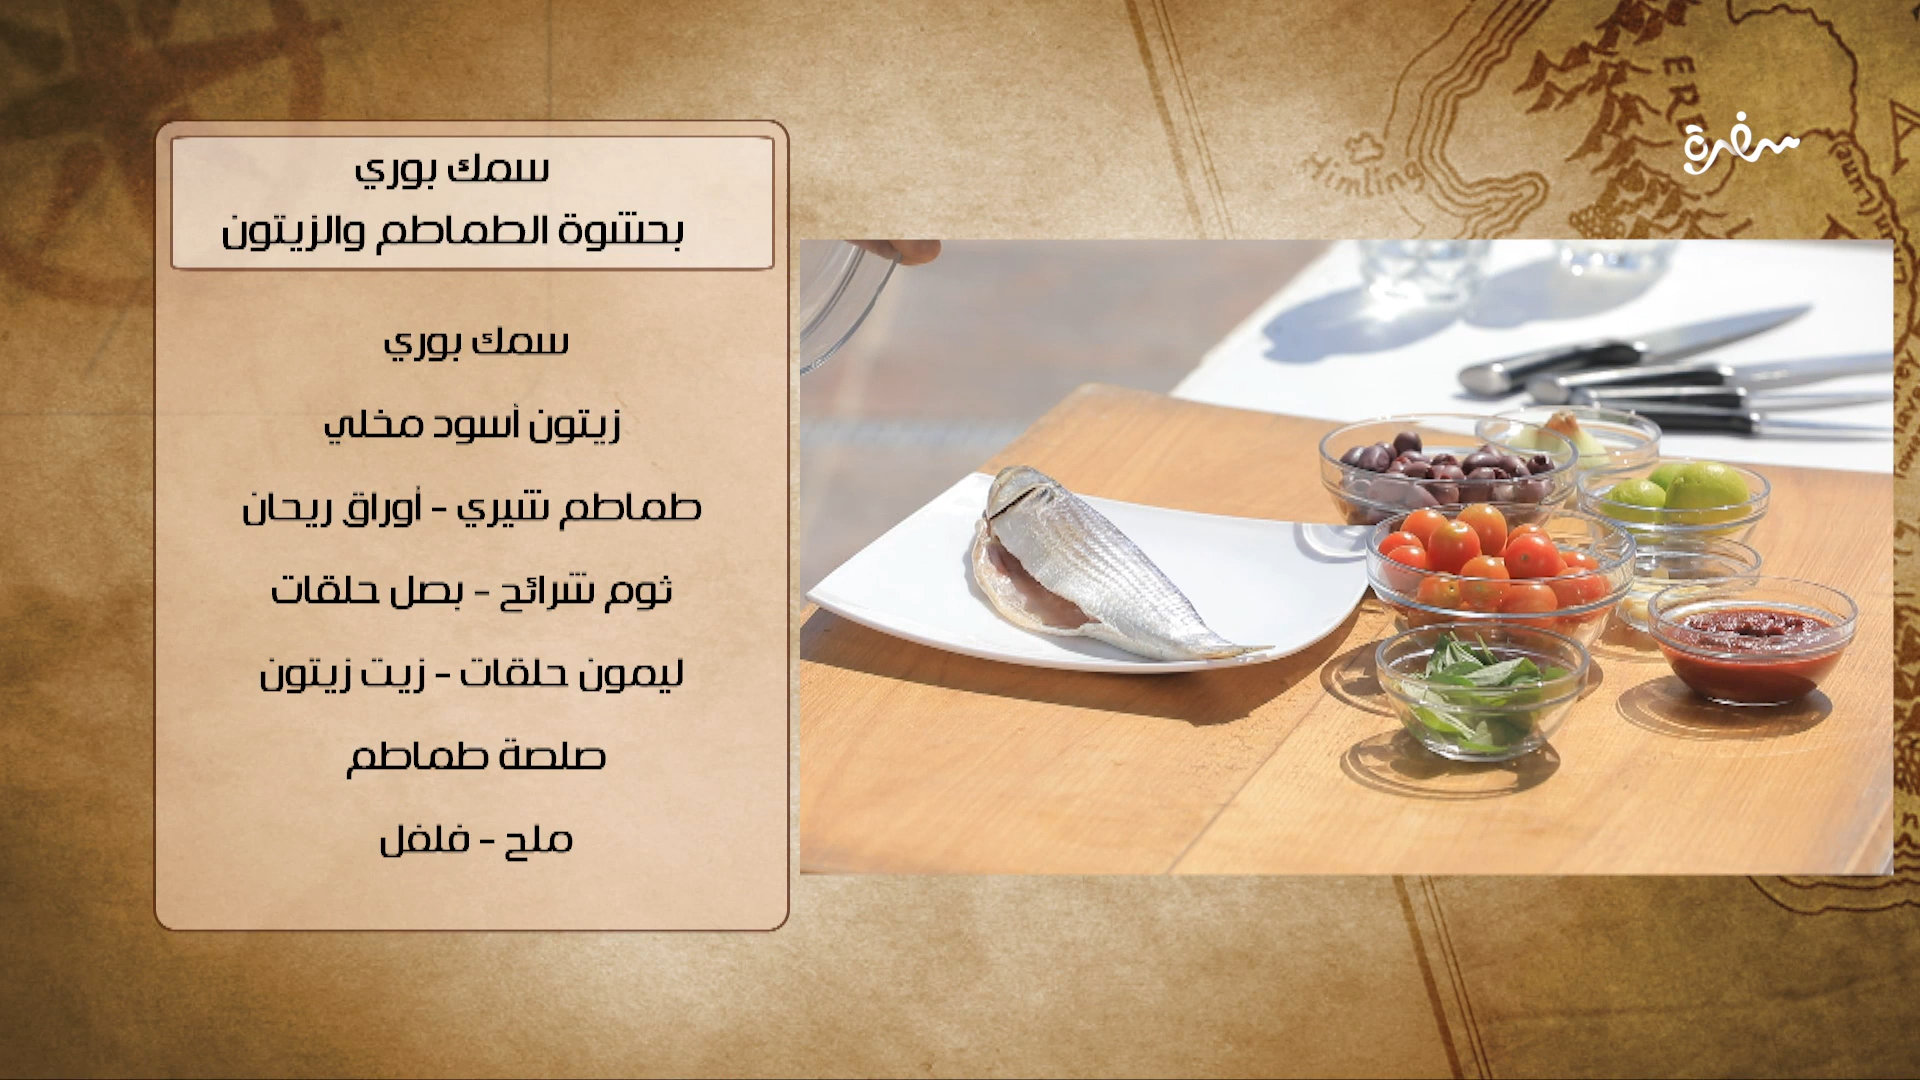 سمك بوري
بحشوة الطماطم والزيتون
سمك بوري
زيتون أسود مخلي
طماطم شيري - أوراق ريحان
ثوم شرائح - بصل حلقات
ليمون حلقات - زيت زيتون
صلصة طماطم
ملح - فلفل
سفرة
Himling